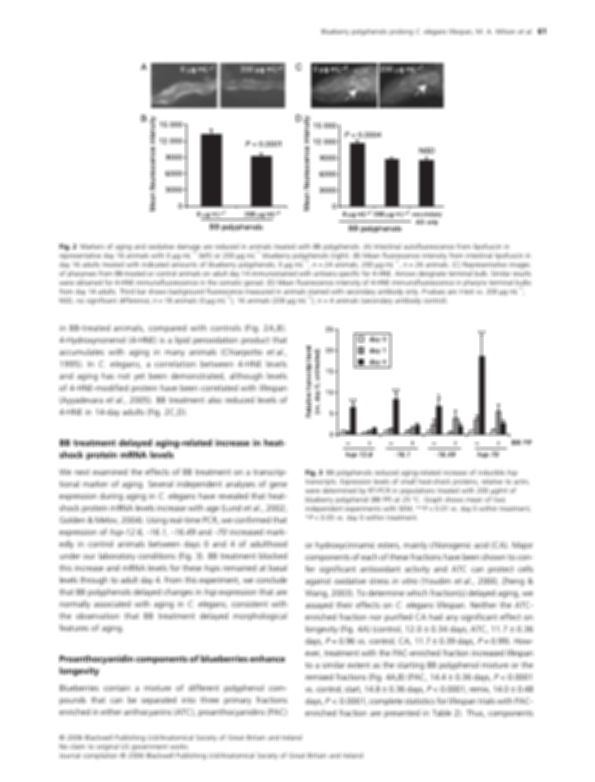 Blueberry polyphenols prolong C. elegans lifespan, M. A. Wilson et al. 61
A
0 µg mL⁻¹
200 µg mL⁻¹
C
0 µg mL⁻¹
200 µg mL⁻¹
B
Mean fluorescence intensity
15 000
12 000
9000
6000
3000
0
P < 0.0001
0 µg mL⁻¹
200 µg mL⁻¹
BB polyphenols
D
Mean fluorescence intensity
15 000
12 000
9000
6000
3000
0
P = 0.0004
NSD
0 µg mL⁻¹
200 µg mL⁻¹
secondary
AB only
BB polyphenols
Fig. 2 Markers of aging and oxidative damage are reduced in animals treated with BB polyphenols. (A) Intestinal autofluorescence from lipofuscin in
representative day 14 animals with 0 µg mL⁻¹ (left) or 200 µg mL⁻¹ blueberry polyphenols (right). (B) Mean fluorescence intensity from intestinal lipofuscin in
day 14 adults treated with indicated amounts of blueberry polyphenols, 0 µg mL⁻¹, n = 24 animals; 200 µg mL⁻¹, n = 26 animals. (C) Representative images
of pharynxes from BB-treated or control animals on adult day 14 immunostained with antisera specific for 4-HNE. Arrows designate terminal bulb. Similar results
were obtained for 4-HNE immunofluorescence in the somatic gonad. (D) Mean fluorescence intensity of 4-HNE immunofluorescence in pharynx terminal bulbs
from day 14 adults. Third bar shows background fluorescence measured in animals stained with secondary antibody only. P-values are t-test vs. 200 µg mL⁻¹;
NSD, no significant difference; n = 18 animals (0 µg mL⁻¹); 16 animals (200 µg mL⁻¹); n = 4 animals (secondary antibody control).
in BB-treated animals, compared with controls (Fig. 2A,B).
4-Hydroxynonenol (4-HNE) is a lipid peroxidation product that
accumulates with aging in many animals (Chiarpotto et al.,
1995). In C. elegans, a correlation between 4-HNE levels
and aging has not yet been demonstrated, although levels
of 4-HNE-modified protein have been correlated with lifespan
(Ayyadevara et al., 2005). BB treatment also reduced levels of
4-HNE in 14-day adults (Fig. 2C,D).
BB treatment delayed aging-related increase in heat-
shock protein mRNA levels
We next examined the effects of BB treatment on a transcrip-
tional marker of aging. Several independent analyses of gene
expression during aging in C. elegans have revealed that heat-
shock protein mRNA levels increase with age (Lund et al., 2002;
Golden & Melov, 2004). Using real-time PCR, we confirmed that
expression of hsp-12.6, -16.1, -16.49 and -70 increased mark-
edly in control animals between days 0 and 4 of adulthood
under our laboratory conditions (Fig. 3). BB treatment blocked
this increase and mRNA levels for these hsps remained at basal
levels through to adult day 4. From this experiment, we conclude
that BB polyphenols delayed changes in hsp expression that are
normally associated with aging in C. elegans, consistent with
the observation that BB treatment delayed morphological
features of aging.
Proanthocyanidin components of blueberries enhance
longevity
Blueberries contain a mixture of different polyphenol com-
pounds that can be separated into three primary fractions
enriched in either anthocyanins (ATC), proanthocyanidins (PAC)
Relative transcript level
(vs. day 0, untreated)
25
20
15
10
5
0
day 0
day 1
day 4
- + - + - + - + BB PP
hsp-12.6 -16.1 -16.49 hsp-70
Fig. 3 BB polyphenols reduced aging-related increase of inducible hsp
transcripts. Expression levels of small heat-shock proteins, relative to actin,
were determined by RT-PCR in populations treated with 200 µg/ml of
blueberry polyphenol (BB PP) at 25 °C. Graph shows mean of two
independent experiments with SEM. **P < 0.01 vs. day 0 within treatment,
*P < 0.05 vs. day 0 within treatment.
or hydroxycinnamic esters, mainly chlorogenic acid (CA). Major
components of each of these fractions have been shown to con-
fer significant antioxidant activity and ATC can protect cells
against oxidative stress in vitro (Youdim et al., 2000; Zheng &
Wang, 2003). To determine which fraction(s) delayed aging, we
assayed their effects on C. elegans lifespan. Neither the ATC-
enriched fraction nor purified CA had any significant effect on
longevity (Fig. 4A) (control, 12.0 ± 0.34 days; ATC, 11.7 ± 0.36
days, P = 0.96 vs. control; CA, 11.7 ± 0.39 days, P = 0.99). How-
ever, treatment with the PAC enriched fraction increased lifespan
to a similar extent as the starting BB polyphenol mixture or the
remixed fractions (Fig. 4A,B) (PAC, 14.4 ± 0.36 days, P < 0.0001
vs. control; start, 14.8 ± 0.36 days, P < 0.0001; remix, 14.0 ± 0.48
days, P < 0.0001; complete statistics for lifespan trials with PAC-
enriched fraction are presented in Table 2). Thus, components
© 2006 Blackwell Publishing Ltd/Anatomical Society of Great Britain and Ireland
No claim to original US government works
Journal compilation © 2006 Blackwell Publishing Ltd/Anatomical Society of Great Britain and Ireland